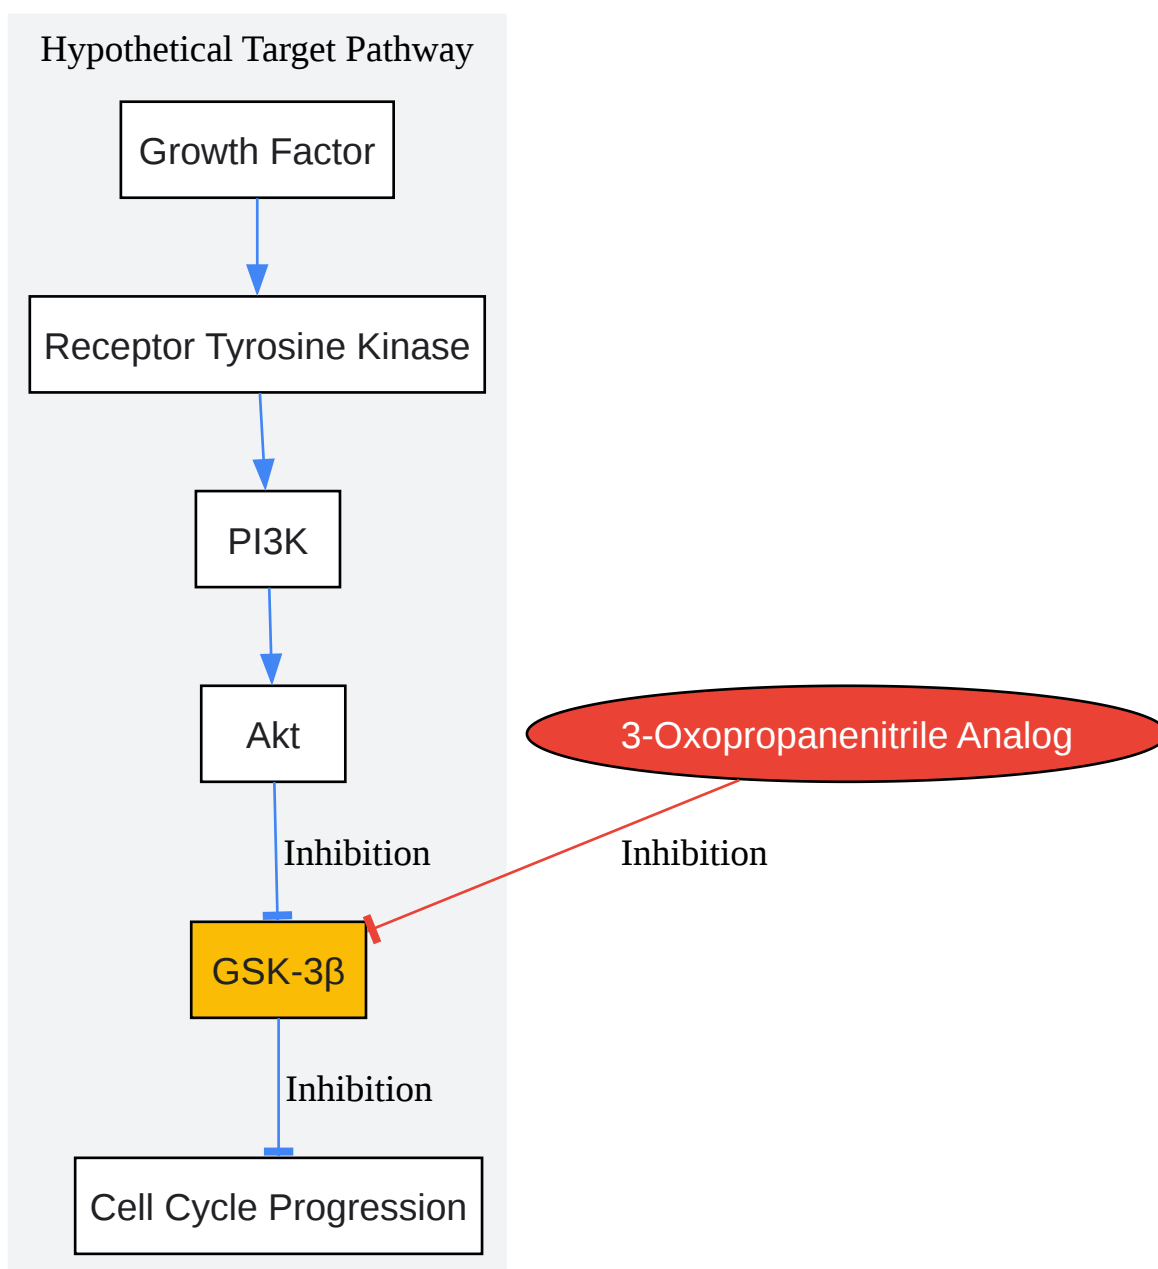 Hypothetical Target Pathway
Growth Factor
Receptor Tyrosine Kinase
PI3K
Akt
3-Oxopropanenitrile Analog
Inhibition
Inhibition
GSK-3β
Inhibition
Cell Cycle Progression